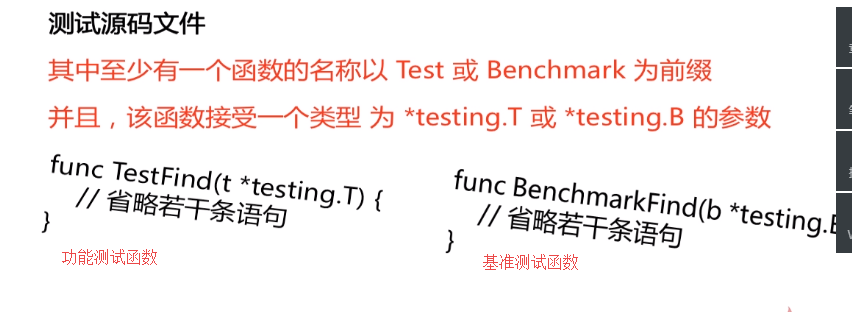 测试源码文件
其中至少有一个函数的名称以 Test 或 Benchmark 为前缀
并且，该函数接受一个类型 为 *testing.T 或 *testing.B 的参数
func TestFind(t *testing.T) {
// 省略若干条语句
}
功能测试函数
func BenchmarkFind(b *testing.
// 省略若干条语句
}
基准测试函数